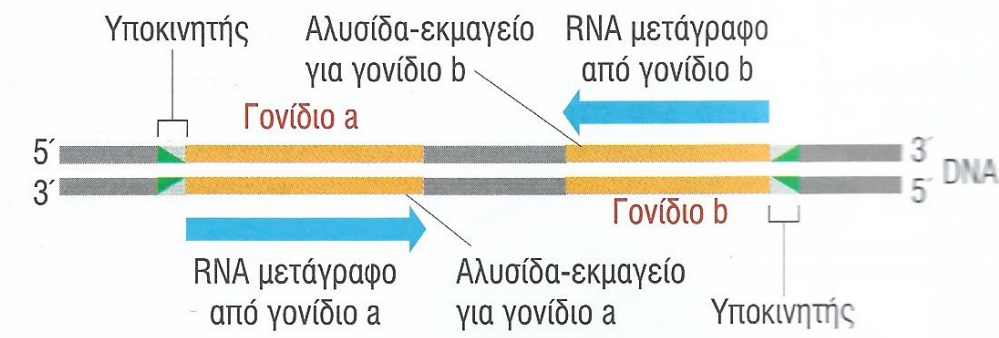 Υποκινητής
Αλυσίδα-εκμαγείο
για γονίδιο b
RNA μετάγραφο
από γονίδιο b
Γονίδιο a
5´
3´
3´
5´
DNA
Γονίδιο b
RNA μετάγραφο
από γονίδιο a
Αλυσίδα-εκμαγείο
για γονίδιο a
Υποκινητής